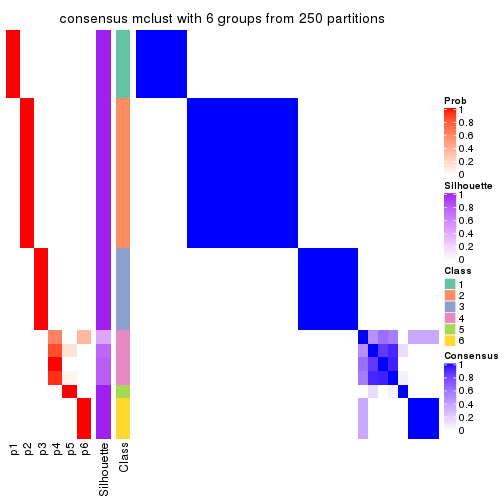 consensus mclust with 6 groups from 250 partitions
Prob
1
0.8
0.6
0.4
0.2
0
Silhouette
1
0.8
0.6
0.4
0.2
0
Class
1
2
3
4
5
6
Consensus
1
0.8
0.6
0.4
0.2
0
p1
p2
p3
p4
p5
p6
Silhouette
Class